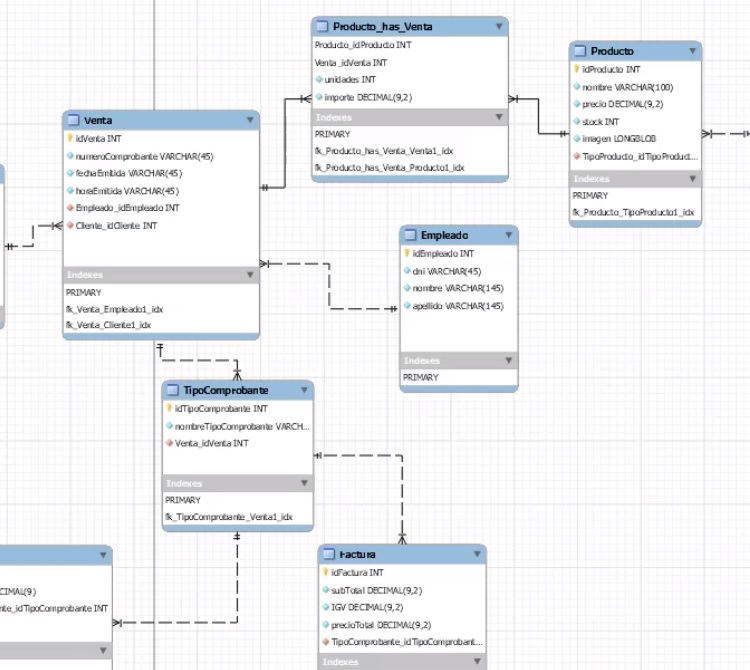 Producto_has_Venta
Producto_idProducto INT
Venta_idVenta INT
unidades INT
importe DECIMAL(9,2)
Indexes
PRIMARY
fk_Producto_has_Venta_Venta1_idx
fk_Producto_has_Venta_Producto1_idx
Producto
idProducto INT
nombre VARCHAR(100)
precio DECIMAL(9,2)
stock INT
imagen LONGBLOB
TipoProducto_idTipoProduct...
Indexes
PRIMARY
fk_Producto_TipoProducto1_idx
Venta
idVenta INT
numeroComprobante VARCHAR(45)
fechaEmitida VARCHAR(45)
horaEmitida VARCHAR(45)
Empleado_idEmpleado INT
Cliente_idCliente INT
Indexes
PRIMARY
fk_Venta_Empleado1_idx
fk_Venta_Cliente1_idx
Empleado
idEmpleado INT
dni VARCHAR(45)
nombre VARCHAR(145)
apellido VARCHAR(145)
Indexes
PRIMARY
TipoComprobante
idTipoComprobante INT
nombreTipoComprobante VARCH...
Venta_idVenta INT
Indexes
PRIMARY
fk_TipoComprobante_Venta1_idx
CIMAL(9)
nte_idTipoComprobante INT
Factura
idFactura INT
subTotal DECIMAL(9,2)
IGV DECIMAL(9,2)
precioTotal DECIMAL(9,2)
TipoComprobante_idTipoComprobant...
Indexes